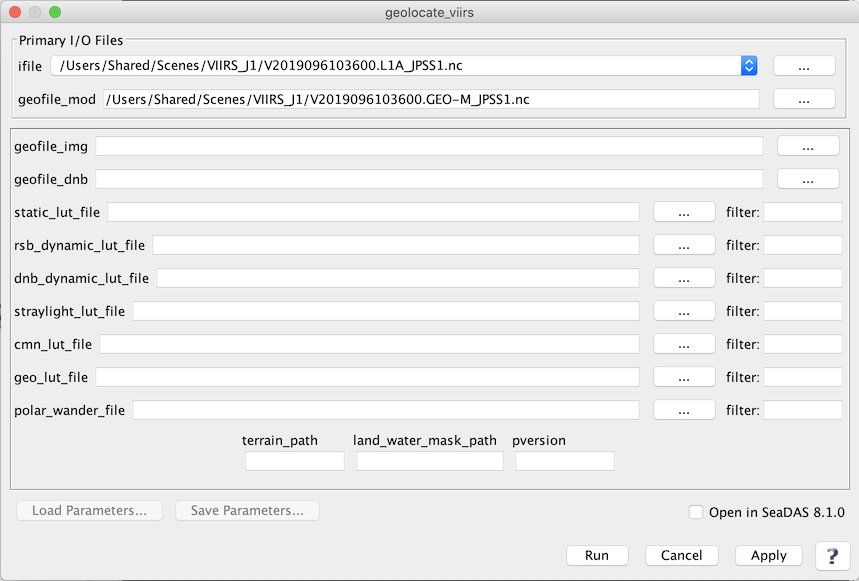 geolocate_viirs
Primary I/O Files
ifile /Users/Shared/Scenes/VIIRS_J1/V2019096103600.L1A_JPSS1.nc ...
geofile_mod /Users/Shared/Scenes/VIIRS_J1/V2019096103600.GEO-M_JPSS1.nc ...
geofile_img ...
geofile_dnb ...
static_lut_file ... filter:
rsb_dynamic_lut_file ... filter:
dnb_dynamic_lut_file ... filter:
straylight_lut_file ... filter:
cmn_lut_file ... filter:
geo_lut_file ... filter:
polar_wander_file ... filter:
terrain_path land_water_mask_path pversion
Load Parameters... Save Parameters... Open in SeaDAS 8.1.0
Run Cancel Apply ?